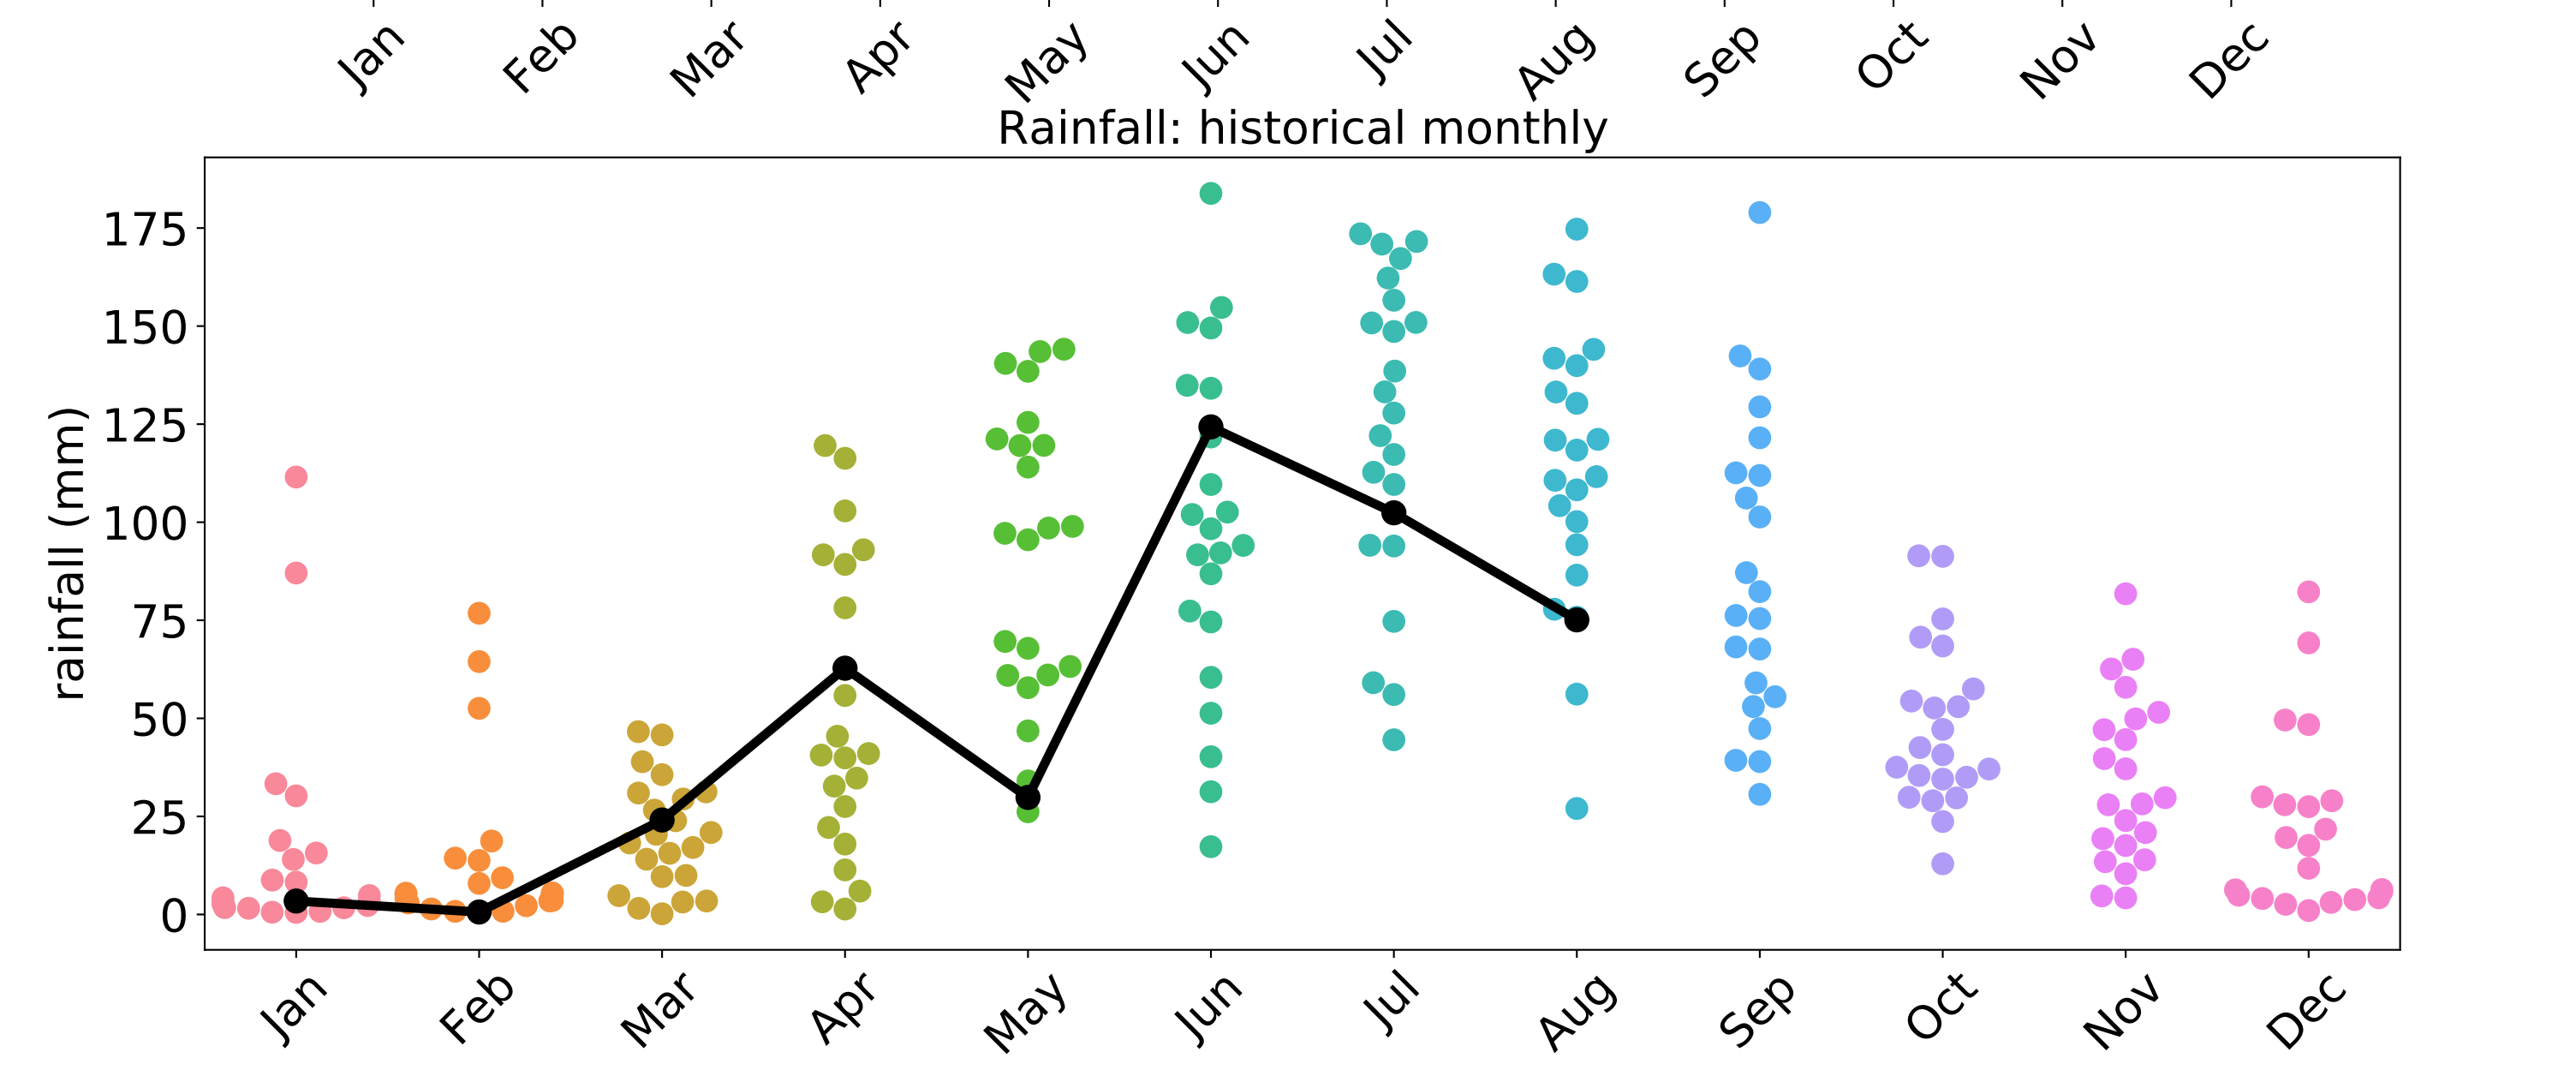 Jan Feb Mar Apr May Jun Jul Aug Sep Oct Nov Dec
Rainfall: historical monthly
rainfall (mm)
175
150
125
100
75
50
25
0
Jan Feb Mar Apr May Jun Jul Aug Sep Oct Nov Dec